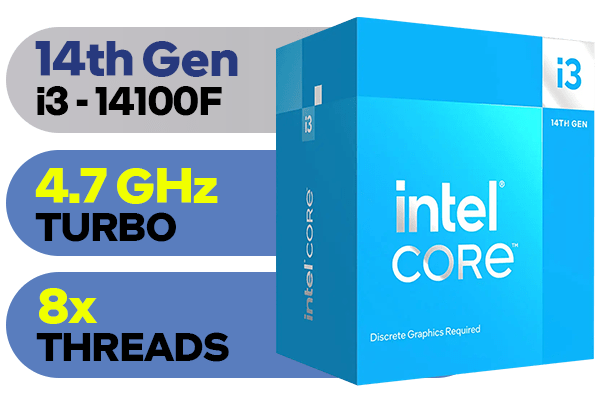 14th Gen
i3 - 14100F
4.7 GHz
TURBO
8x
THREADS
i3
intel CORE
i3
14TH GEN
intel®
CORE™
Discrete Graphics Required